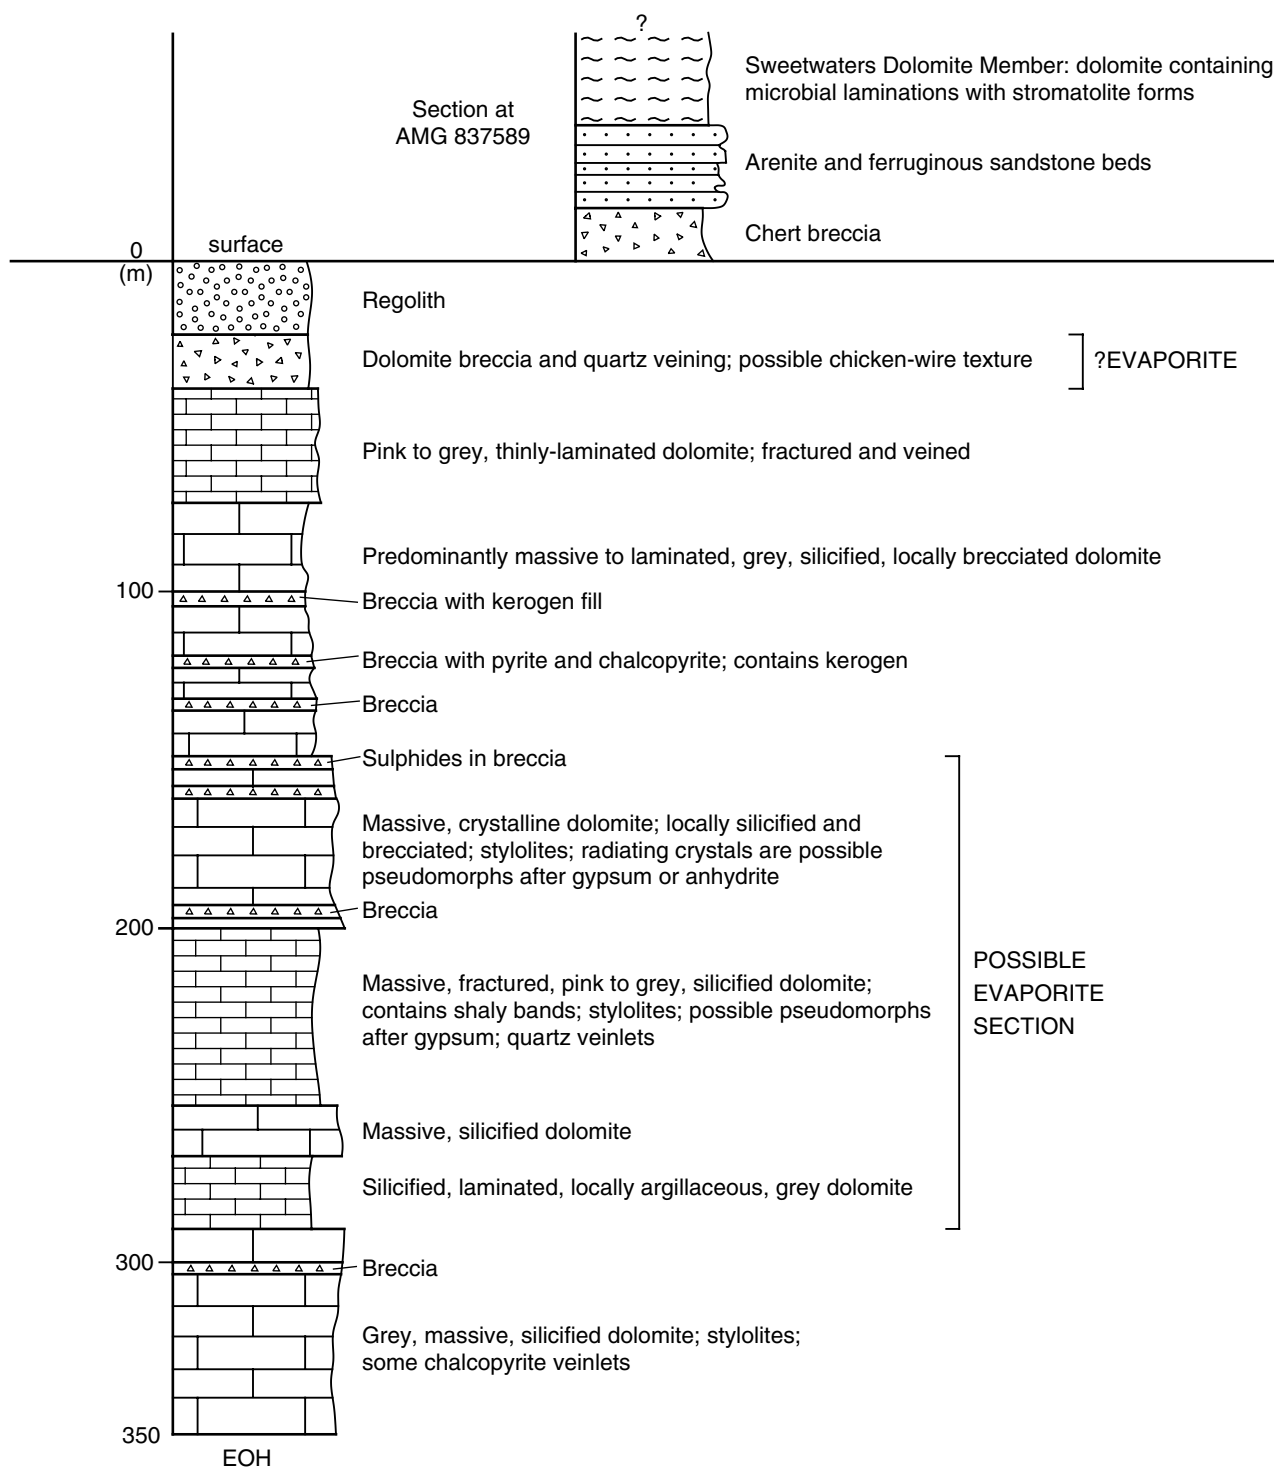 ?
Sweetwaters Dolomite Member: dolomite containing
microbial laminations with stromatolite forms
Section at
AMG 837589
Arenite and ferruginous sandstone beds
Chert breccia
0
(m)
surface
Regolith
Dolomite breccia and quartz veining; possible chicken-wire texture
?EVAPORITE
Pink to grey, thinly-laminated dolomite; fractured and veined
Predominantly massive to laminated, grey, silicified, locally brecciated dolomite
100
Breccia with kerogen fill
Breccia with pyrite and chalcopyrite; contains kerogen
Breccia
Sulphides in breccia
Massive, crystalline dolomite; locally silicified and
brecciated; stylolites; radiating crystals are possible
pseudomorphs after gypsum or anhydrite
Breccia
200
Massive, fractured, pink to grey, silicified dolomite;
contains shaly bands; stylolites; possible pseudomorphs
after gypsum; quartz veinlets
POSSIBLE
EVAPORITE
SECTION
Massive, silicified dolomite
Silicified, laminated, locally argillaceous, grey dolomite
300
Breccia
Grey, massive, silicified dolomite; stylolites;
some chalcopyrite veinlets
350
EOH